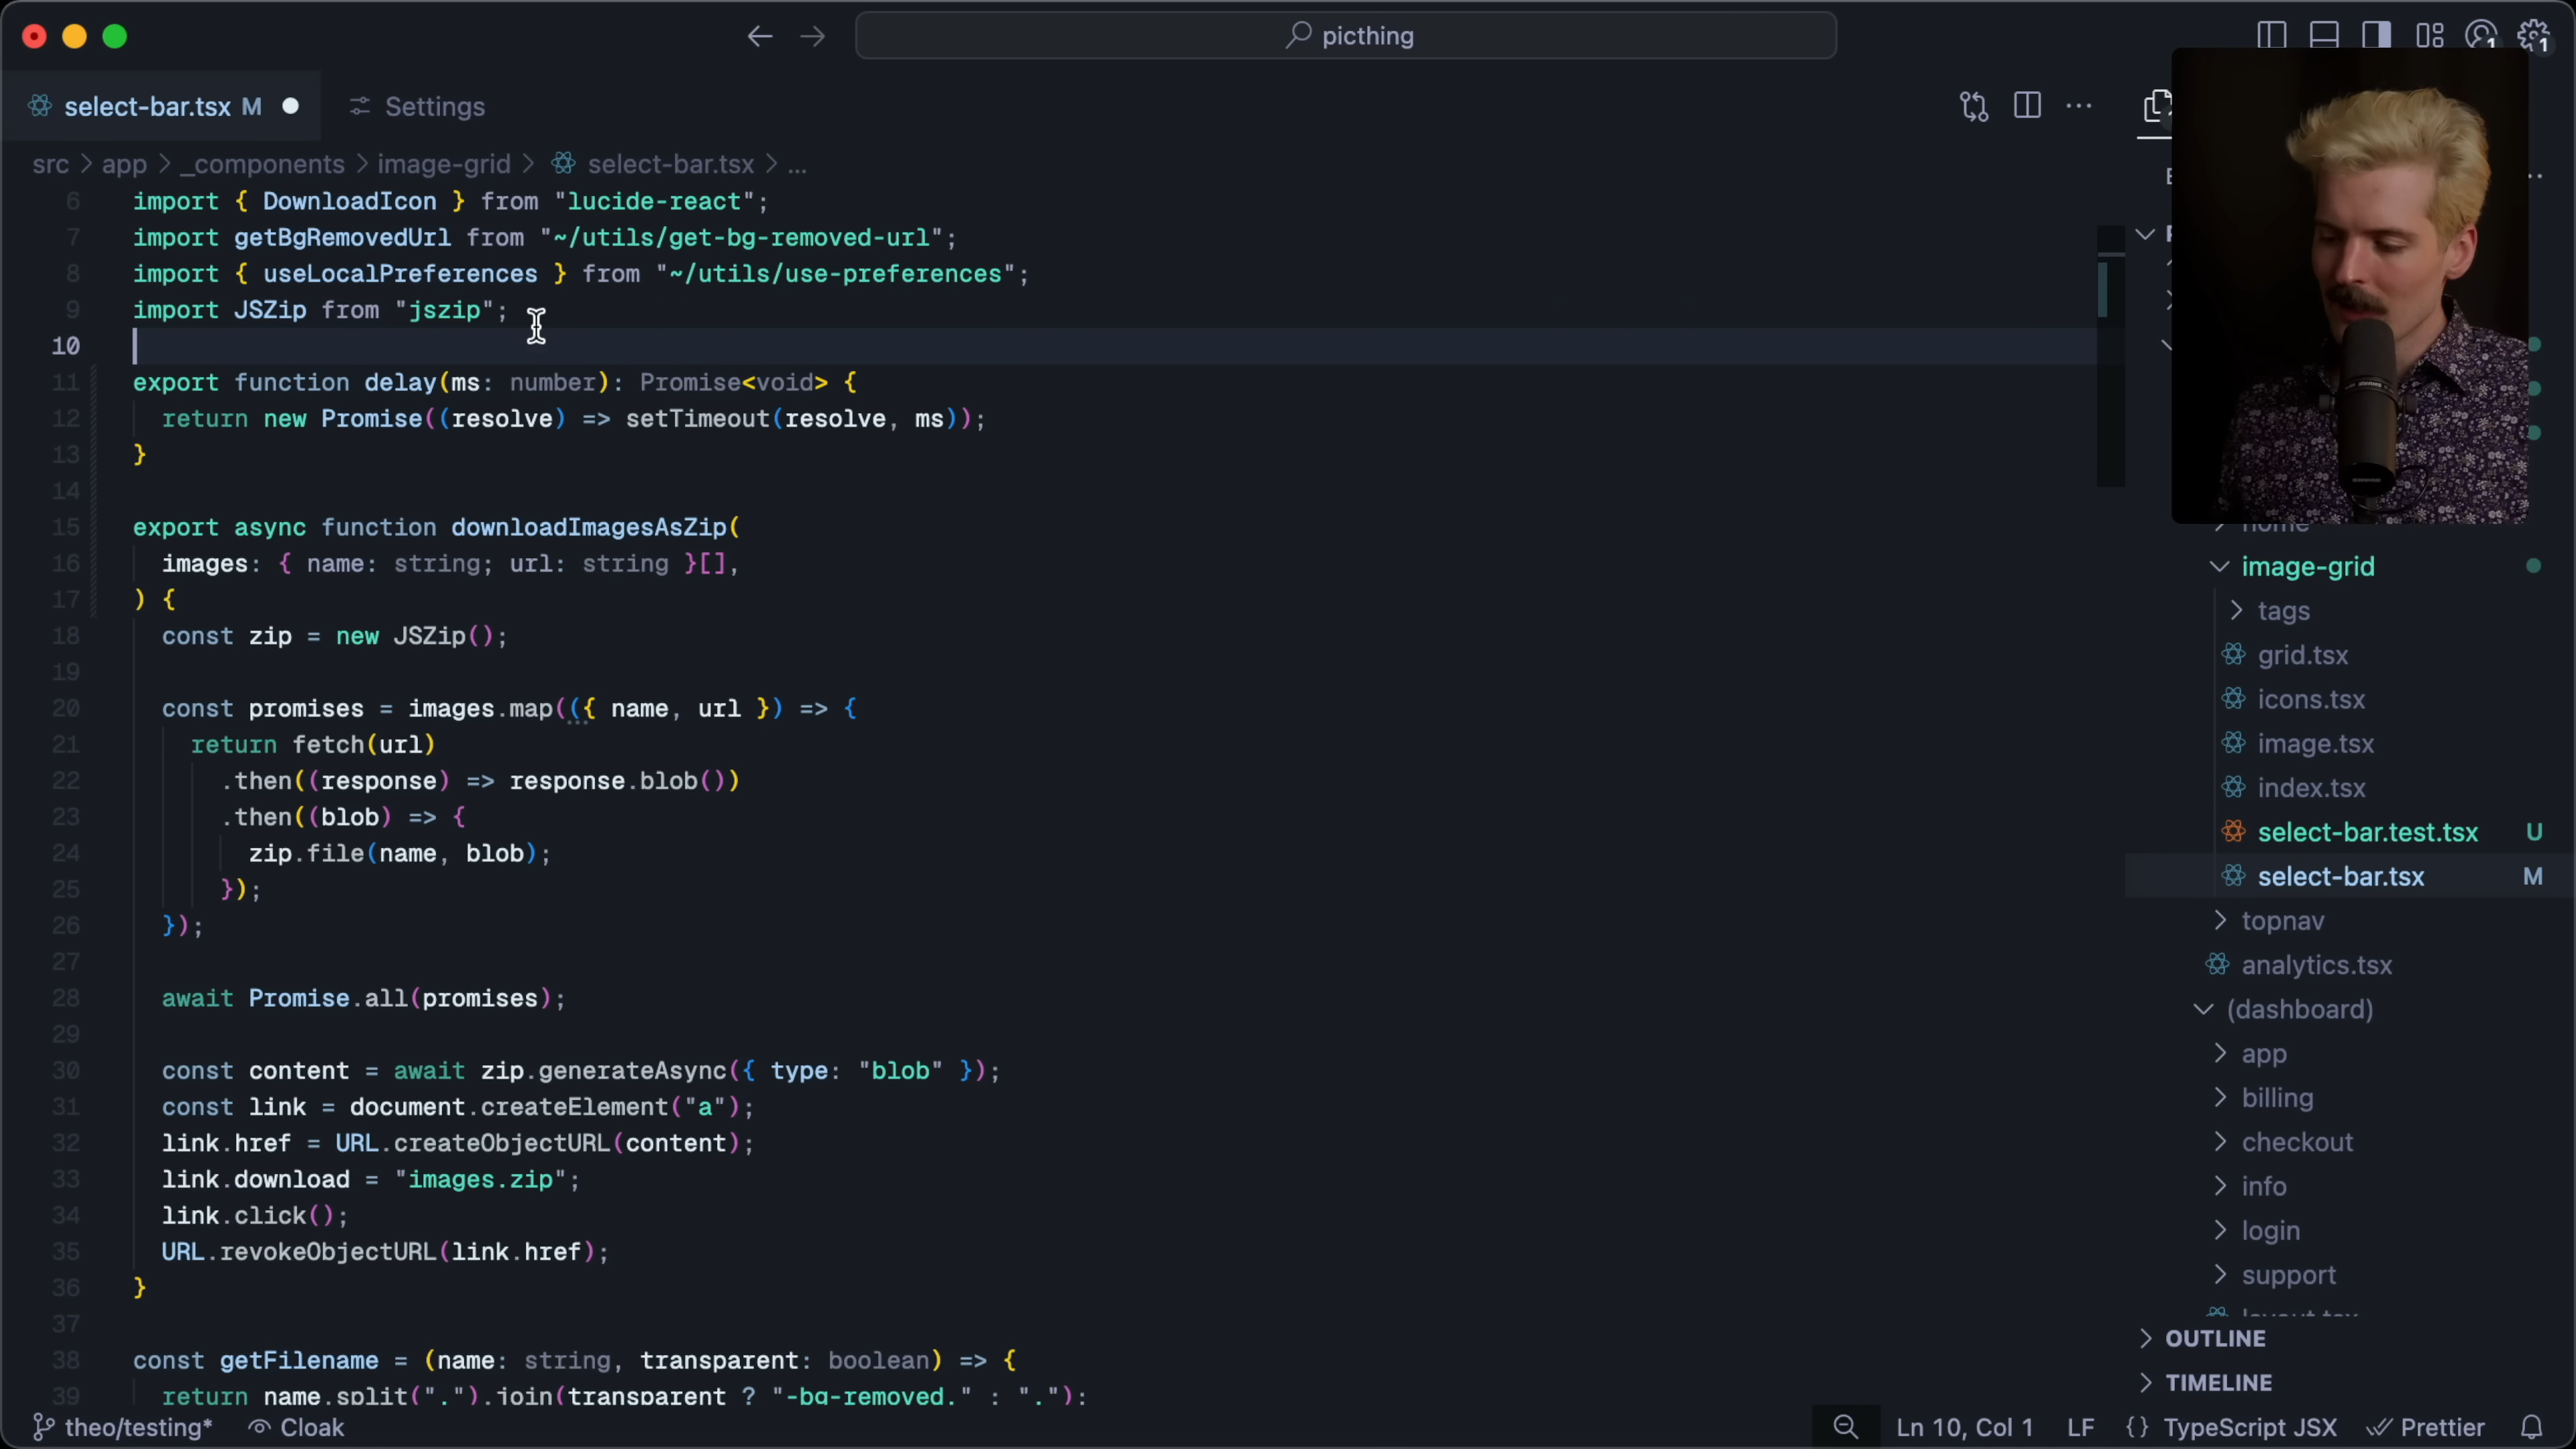 picthing
1
1
select-bar.tsx M
Settings
src > app > _components > image-grid > select-bar.tsx > ...
6 import { DownloadIcon } from "lucide-react";
7 import getBgRemovedUrl from "~/utils/get-bg-removed-url";
8 import { useLocalPreferences } from "~/utils/use-preferences";
9 import JSZip from "jszip";
10
11 export function delay(ms: number): Promise<void> {
12 return new Promise((resolve) => setTimeout(resolve, ms));
13 }
14
15 export async function downloadImagesAsZip(
16 images: { name: string; url: string }[],
17 ) {
18 const zip = new JSZip();
19
20 const promises = images.map(({ name, url }) => {
21 return fetch(url)
22 .then((response) => response.blob())
23 .then((blob) => {
24 zip.file(name, blob);
25 });
26 });
27
28 await Promise.all(promises);
29
30 const content = await zip.generateAsync({ type: "blob" });
31 const link = document.createElement("a");
32 link.href = URL.createObjectURL(content);
33 link.download = "images.zip";
34 link.click();
35 URL.revokeObjectURL(link.href);
36 }
37
38 const getFilename = (name: string, transparent: boolean) => {
39 return name.split(".").join(transparent ? "-bg-removed." : ".");
home
image-grid
tags
grid.tsx
icons.tsx
image.tsx
index.tsx
select-bar.test.tsx U
select-bar.tsx M
topnav
analytics.tsx
(dashboard)
app
billing
checkout
info
login
support
layout.tsx
OUTLINE
TIMELINE
theo/testing*
Cloak
Ln 10, Col 1
LF
{} TypeScript JSX
Prettier